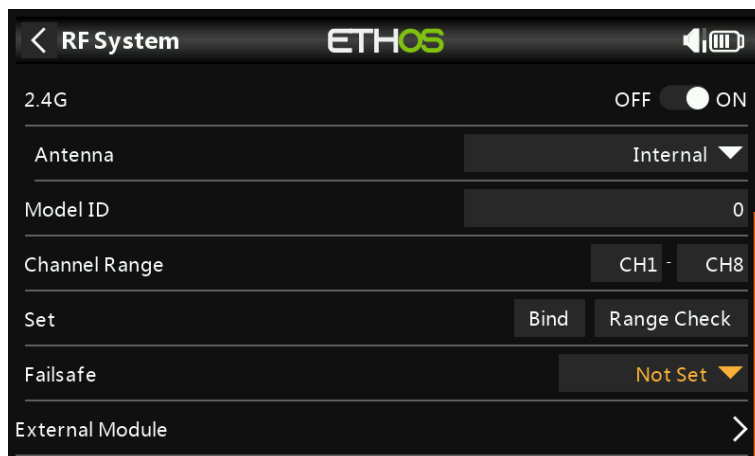 RF System ETHOS
2.4G OFF ON
Antenna Internal
Model ID 0
Channel Range CH1 - CH8
Set Bind Range Check
Failsafe Not Set
External Module